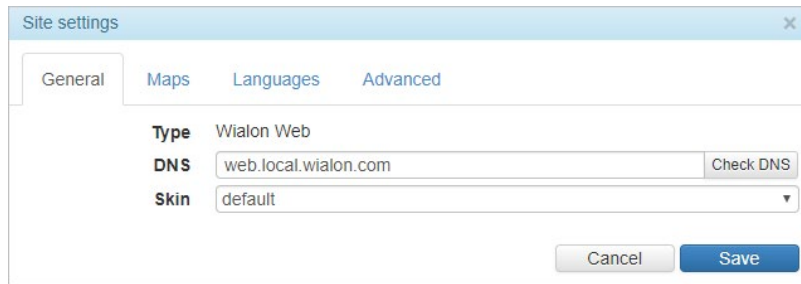 Site settings ×
General Maps Languages Advanced
Type Wialon Web
DNS web.local.wialon.com Check DNS
Skin default
Cancel Save